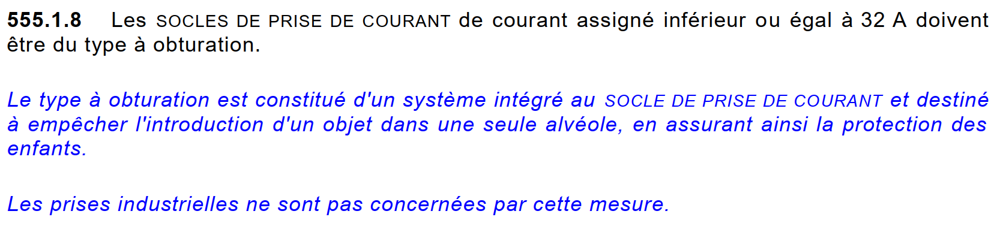 555.1.8 Les SOCLES DE PRISE DE COURANT de courant assigné inférieur ou égal à 32 A doivent
être du type à obturation.
Le type à obturation est constitué d'un système intégré au SOCLE DE PRISE DE COURANT et destiné
à empêcher l'introduction d'un objet dans une seule alvéole, en assurant ainsi la protection des
enfants.
Les prises industrielles ne sont pas concernées par cette mesure.